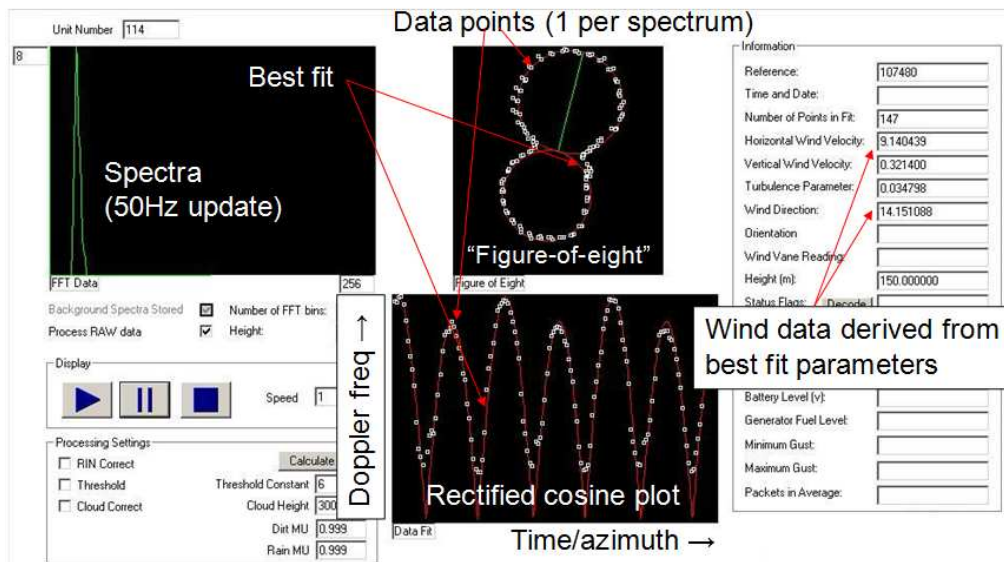 Unit Number 114
8
Data points (1 per spectrum)
Best fit
Spectra
(50Hz update)
FFT Data 256
"Figure-of-eight"
Figure of Eight
Background Spectra Stored
Number of FFT bins:
Process RAW data
Height:
Display
Speed 1
Processing Settings
RIN Correct
Calculate
Threshold
Threshold Constant 6
Cloud Correct
Cloud Height 300
Dirt MU 0.999
Rain MU 0.999
Doppler freq →
Rectified cosine plot
Data Fit
Time/azimuth →
Information
Reference: 107480
Time and Date:
Number of Points in Fit: 147
Horizontal Wind Velocity: 9.140439
Vertical Wind Velocity: 0.321400
Turbulence Parameter: 0.034798
Wind Direction: 14.151088
Orientation
Wind Vane Reading:
Height (m): 150.000000
Status Flags: Decode
Wind data derived from
best fit parameters
Battery Level (v):
Generator Fuel Level:
Minimum Gust:
Maximum Gust:
Packets in Average: